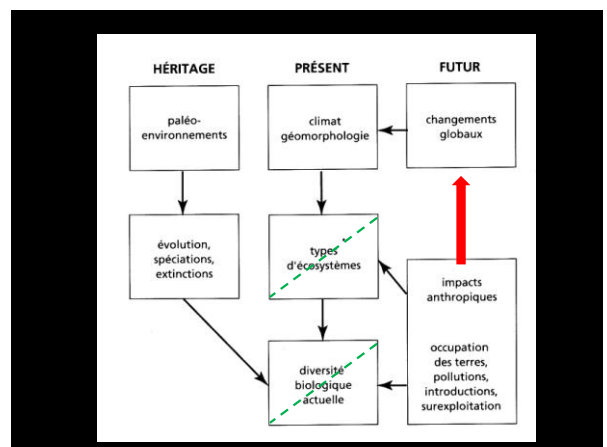 HÉRITAGE
PRÉSENT
FUTUR
paléo-
environnements
climat
géomorphologie
changements
globaux
évolution,
spéciations,
extinctions
types
d'écosystèmes
impacts
anthropiques
occupation
des terres,
pollutions,
introductions,
surexploitation
diversité
biologique
actuelle